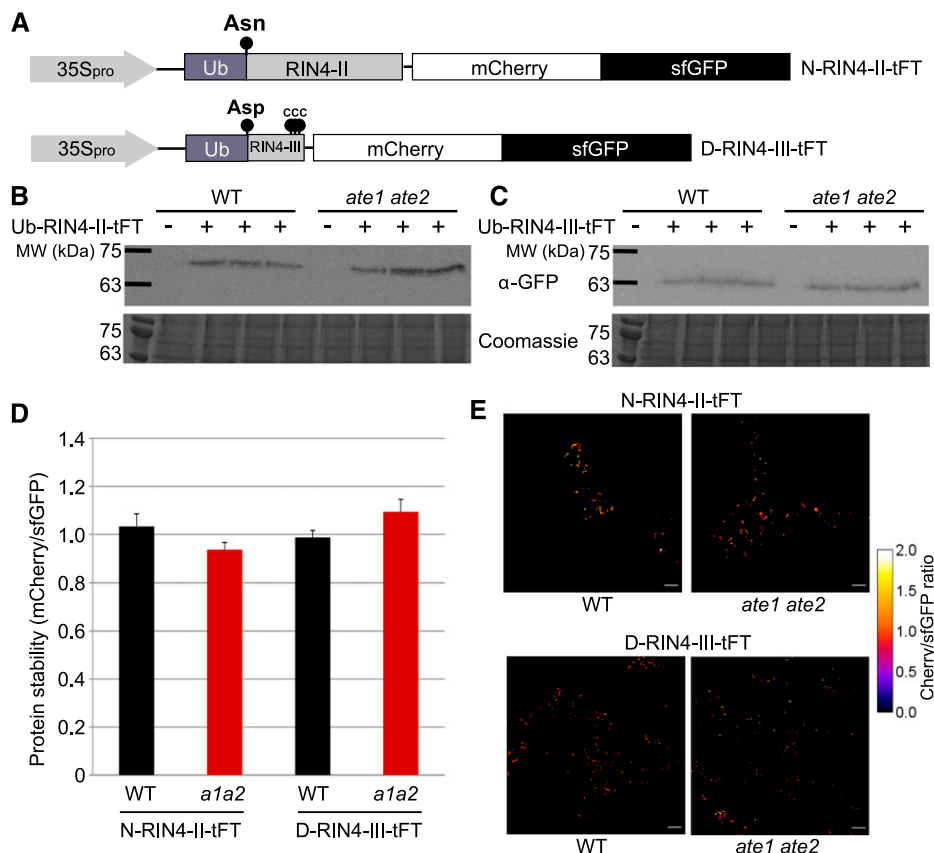 A
Asn
35Spro
Ub
RIN4-II
mCherry
sfGFP
N-RIN4-II-tFT
Asp
ccc
35Spro
Ub
RIN4-III
mCherry
sfGFP
D-RIN4-III-tFT
B
WT
ate1 ate2
Ub-RIN4-II-tFT - + + + - + + +
MW (kDa)
75
63
75
63
C
WT
ate1 ate2
Ub-RIN4-III-tFT - + + + - + + +
MW (kDa)
75
α-GFP
63
Coomassie
75
63
D
Protein stability (mCherry/sfGFP)
1.4
1.2
1.0
0.8
0.6
0.4
0.2
0
WT
a1a2
WT
a1a2
N-RIN4-II-tFT
D-RIN4-III-tFT
E
N-RIN4-II-tFT
WT
ate1 ate2
D-RIN4-III-tFT
WT
ate1 ate2
2.0
1.5
1.0
0.5
0.0
Cherry/sfGFP ratio